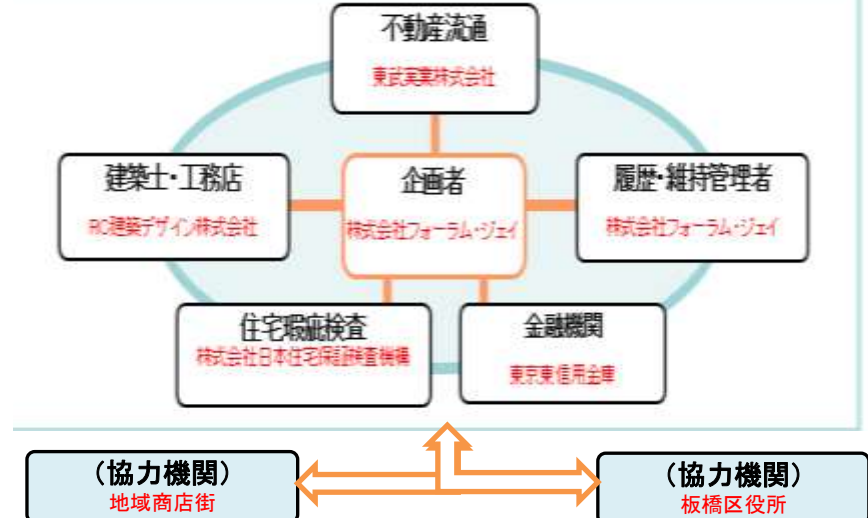 不動産流通
東武実業株式会社
建築士・工務店
RC建築デザイン株式会社
企画者
株式会社フォーラム・ジェイ
履歴・維持管理者
株式会社フォーラム・ジェイ
住宅瑕疵検査
株式会社日本住宅保証検査機構
金融機関
東京東信用金庫
（協力機関）
地域商店街
（協力機関）
板橋区役所